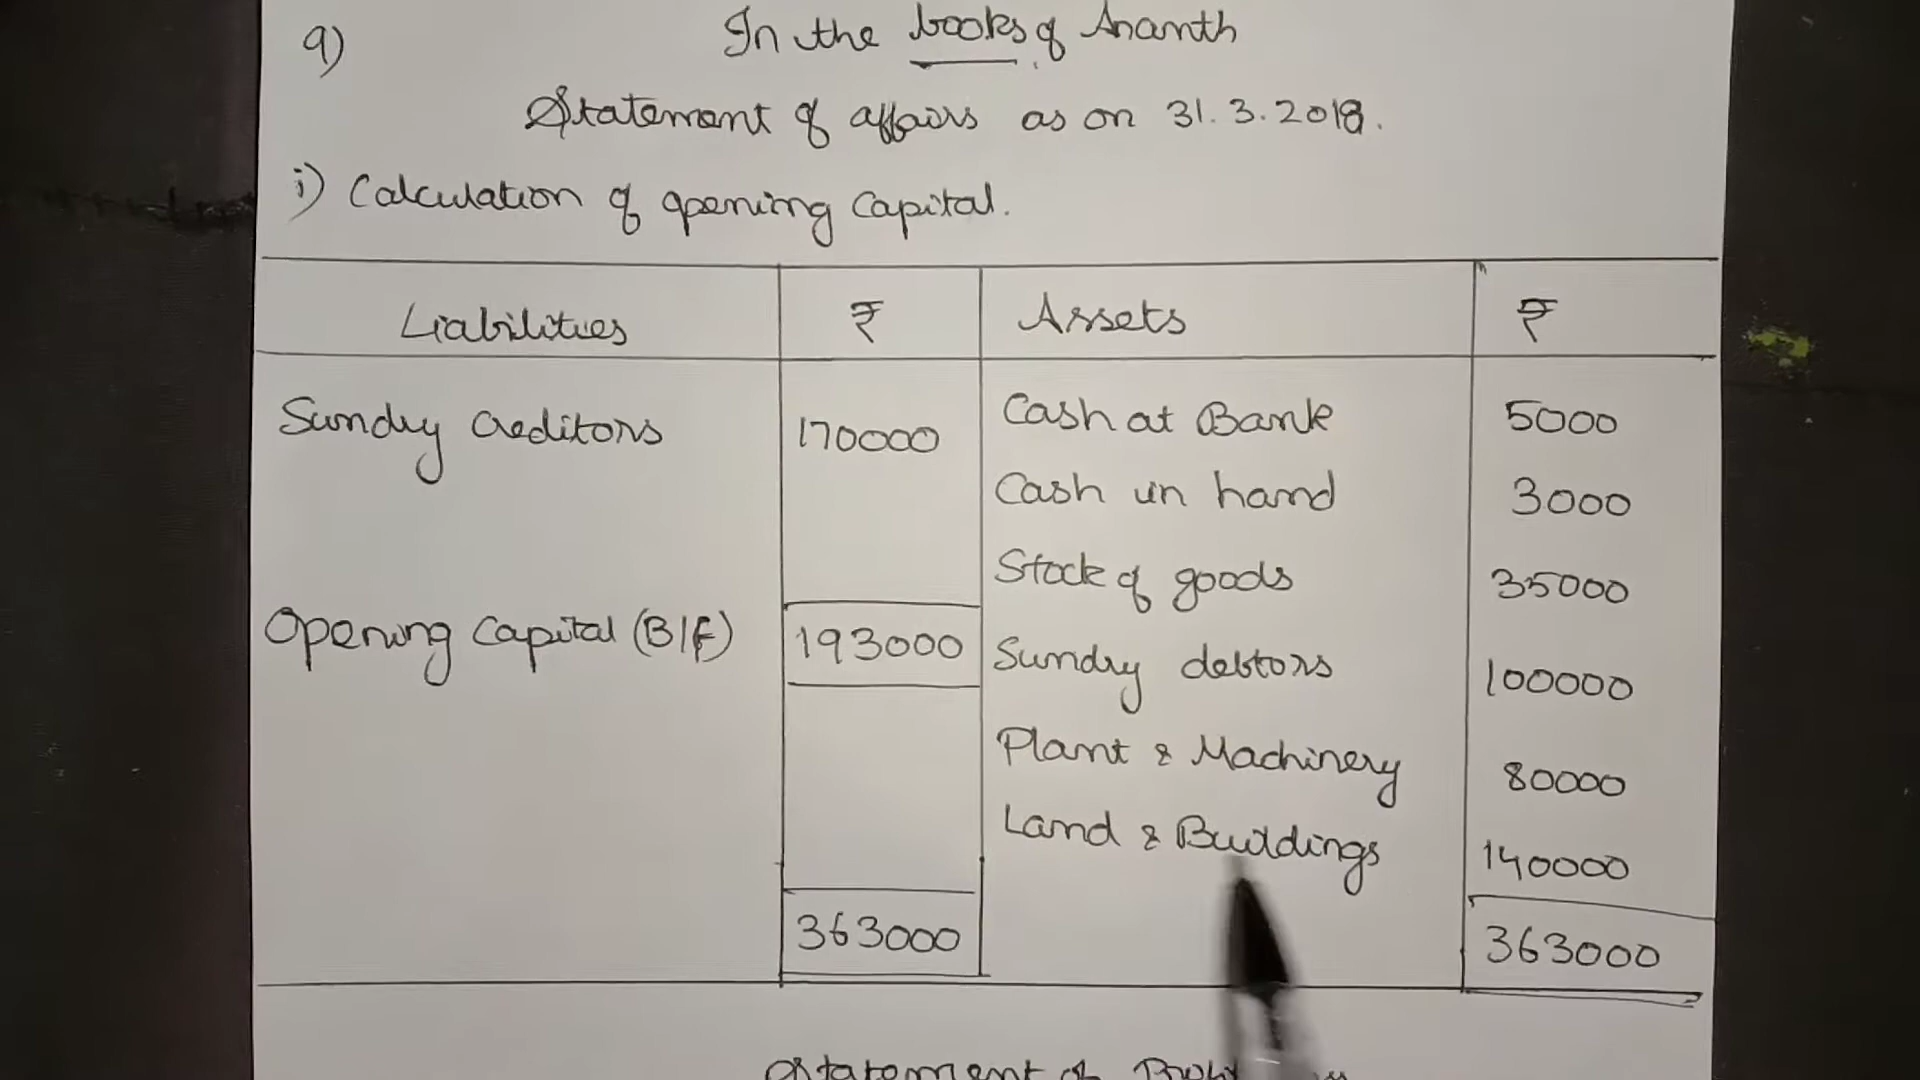 9) In the books of Ananth
Statement of affairs as on 31.3.2018.
i) Calculation of opening capital.
Liabilities ₹ Assets ₹
Sundry creditors 170000 Cash at Bank 5000
Cash in hand 3000
Stock of goods 35000
Opening capital (B/F) 193000 Sundry debtors 100000
Plant & Machinery 80000
Land & Buildings 140000
363000 363000
Statement of